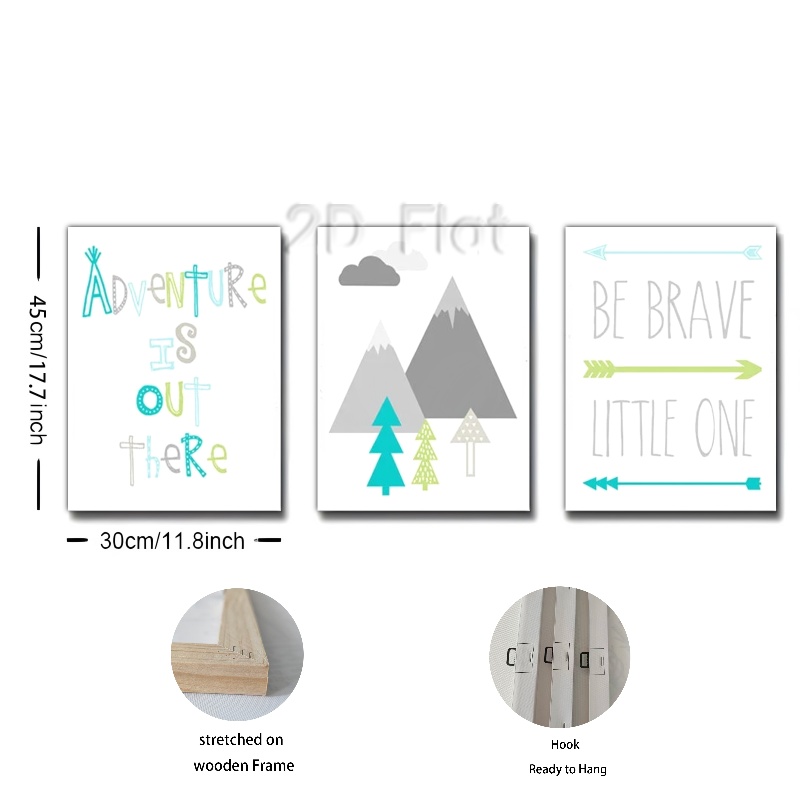 2D Flat
ADVENTURE
IS
OUT
THERE
BE BRAVE
LITTLE ONE
45cm/17.7inch
30cm/11.8inch
stretched on
wooden Frame
Hook
Ready to Hang